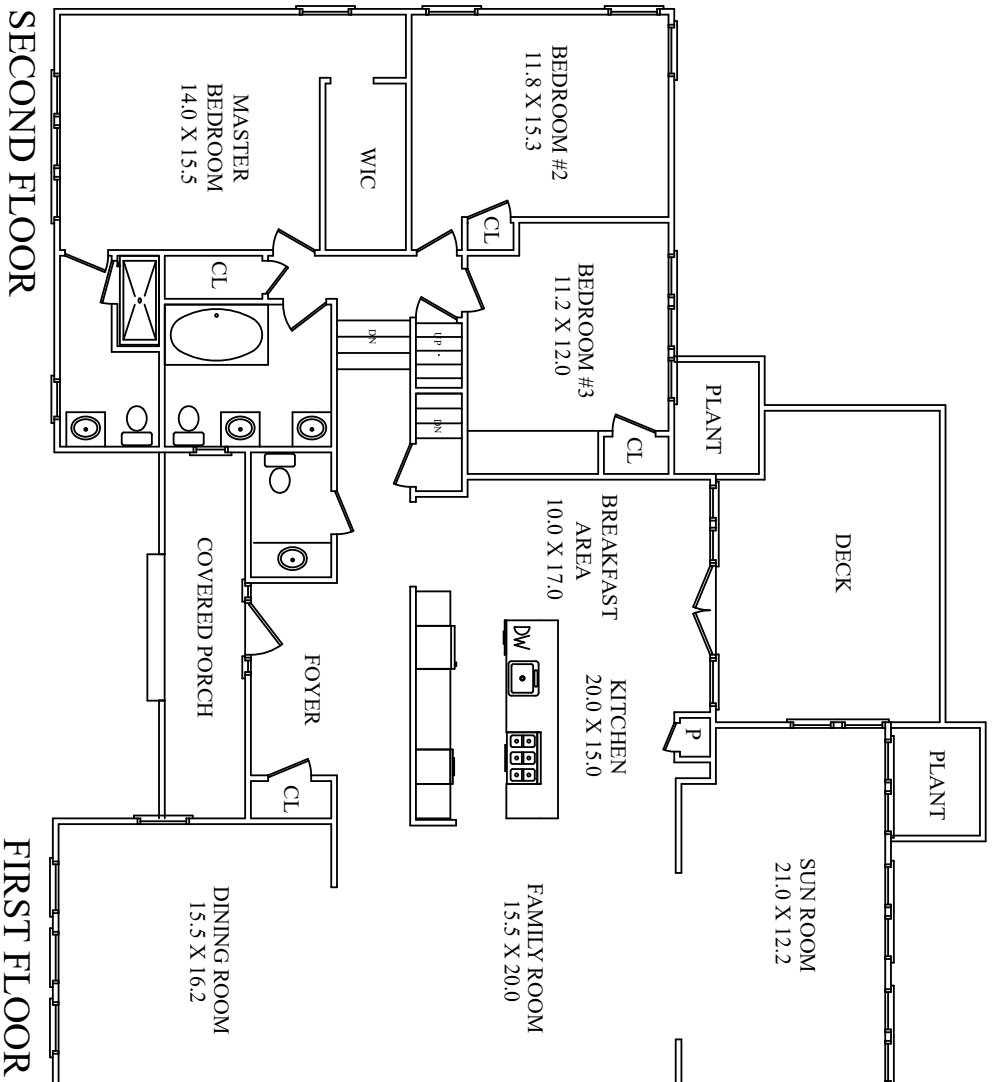 SECOND FLOOR
MASTER
BEDROOM
14.0 X 15.5
WIC
BEDROOM #2
11.8 X 15.3
CL
BEDROOM #3
11.2 X 12.0
CL
CL
UP
DN
DN
PLANT
DECK
BREAKFAST
AREA
10.0 X 17.0
DW
KITCHEN
20.0 X 15.0
P
COVERED PORCH
FOYER
CL
PLANT
SUN ROOM
21.0 X 12.2
FAMILY ROOM
15.5 X 20.0
DINING ROOM
15.5 X 16.2
FIRST FLOOR